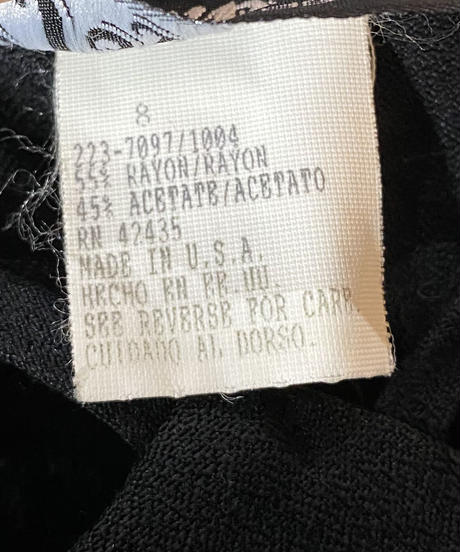 8
223-7097/1004
55% RAYON/RAYON
45% ACETATE/ACETATO
RN 42435
MADE IN U.S.A.
HECHO EN EE.UU.
SEE REVERSE FOR CARE.
CUIDADO AL DORSO.